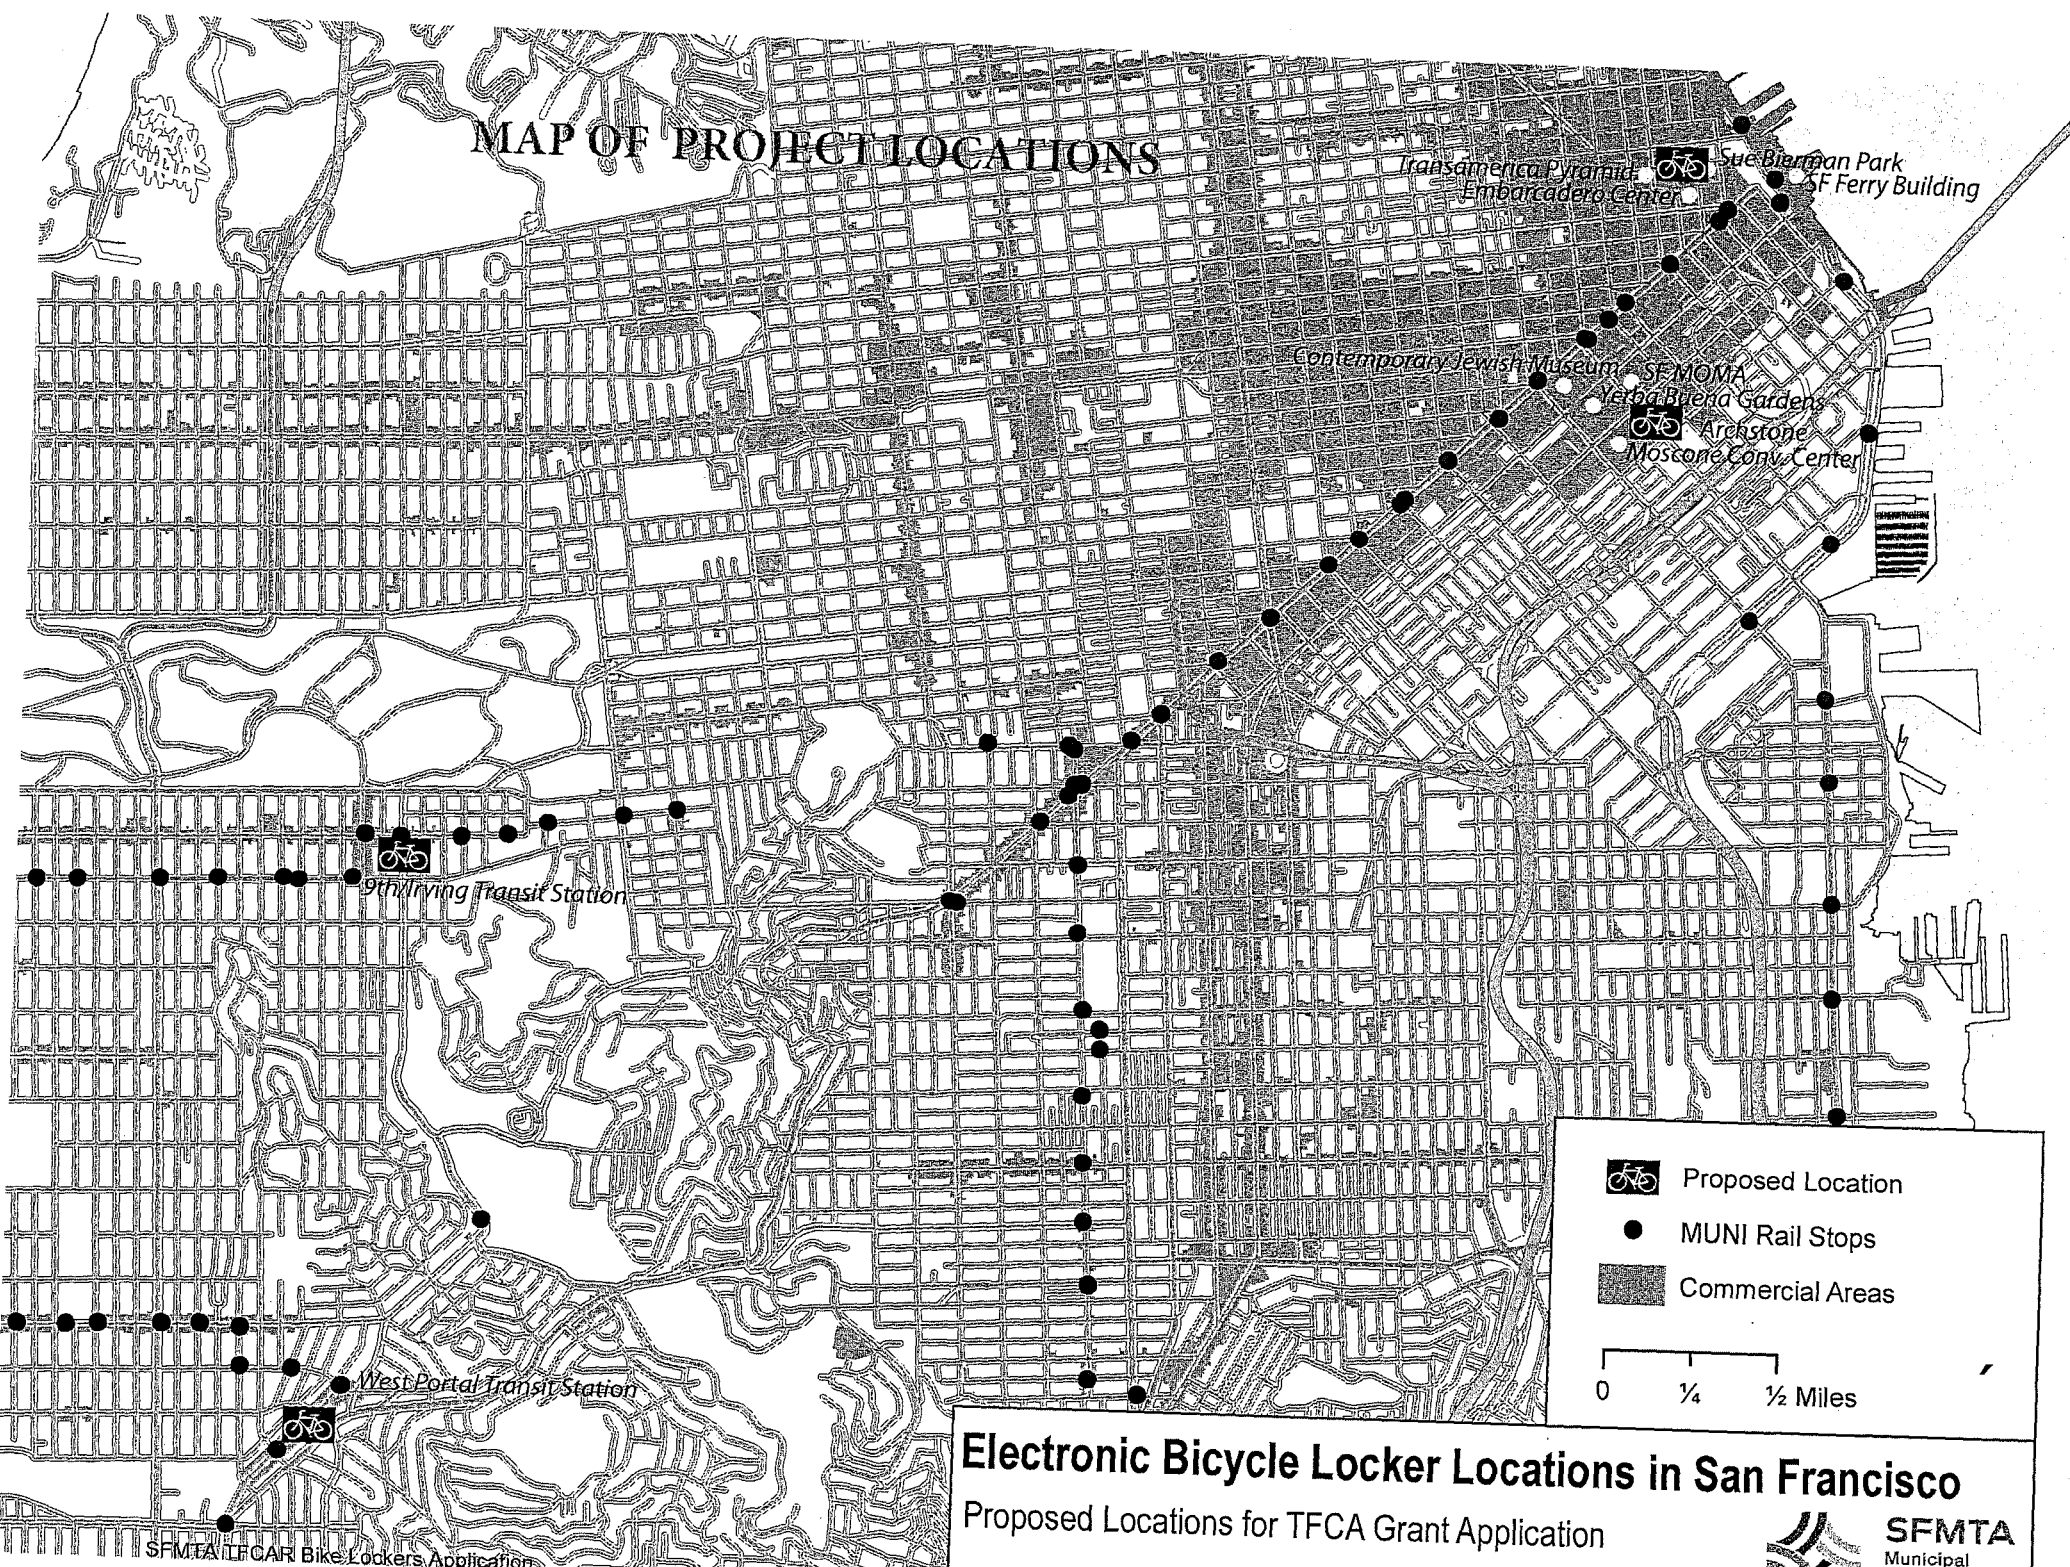 MAP OF PROJECT LOCATIONS
Transamerica Pyramid
Sue Bierman Park
Embarcadero Center
SF Ferry Building
Contemporary Jewish Museum
SF MOMA
Yerba Buena Gardens
Archstone
Moscone Conv. Center
9th/Irving Transit Station
West Portal Transit Station
Proposed Location
MUNI Rail Stops
Commercial Areas
0 ¼ ½ Miles
Electronic Bicycle Locker Locations in San Francisco
Proposed Locations for TFCA Grant Application
SFMTA
Municipal
SFMTA TFCAR Bike Lockers Application